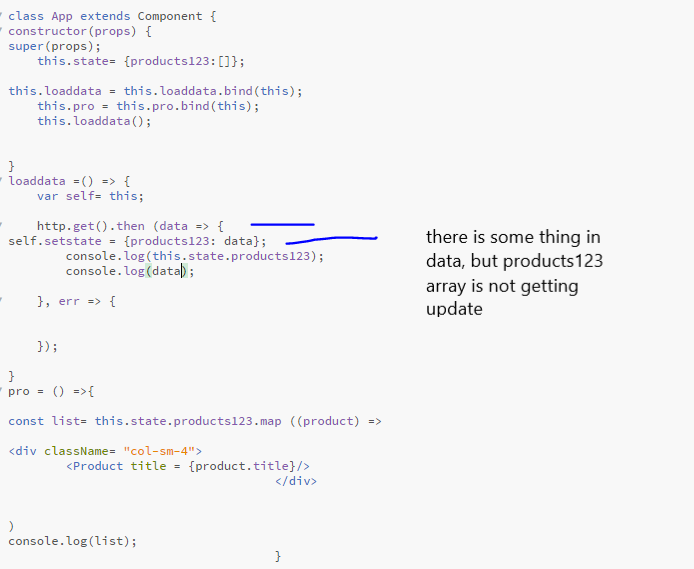 class App extends Component {
constructor(props) {
super(props);
this.state= {products123:[]};
this.loaddata = this.loaddata.bind(this);
this.pro = this.pro.bind(this);
this.loaddata();
}
loaddata =() => {
var self= this;
http.get().then (data => {
self.setstate = {products123: data};
console.log(this.state.products123);
console.log(data);
}, err => {
});
}
pro = () =>{
const list= this.state.products123.map ((product) =>
<div className= "col-sm-4">
<Product title = {product.title}/>
</div>
)
console.log(list);
}
there is some thing in
data, but products123
array is not getting
update